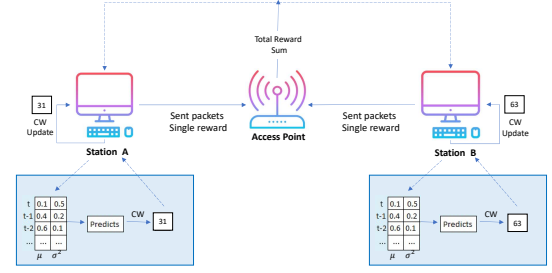 Total Reward
Sum
31
CW
Update
Sent packets
Single reward
Access Point
Sent packets
Single reward
63
CW
Update
Station A
Station B
t 0.1 0.5
t-1 0.4 0.2
t-2 0.6 0.1
... ... ...
μ σ²
Predicts
CW
31
t 0.1 0.5
t-1 0.4 0.2
t-2 0.6 0.1
... ... ...
μ σ²
Predicts
CW
63